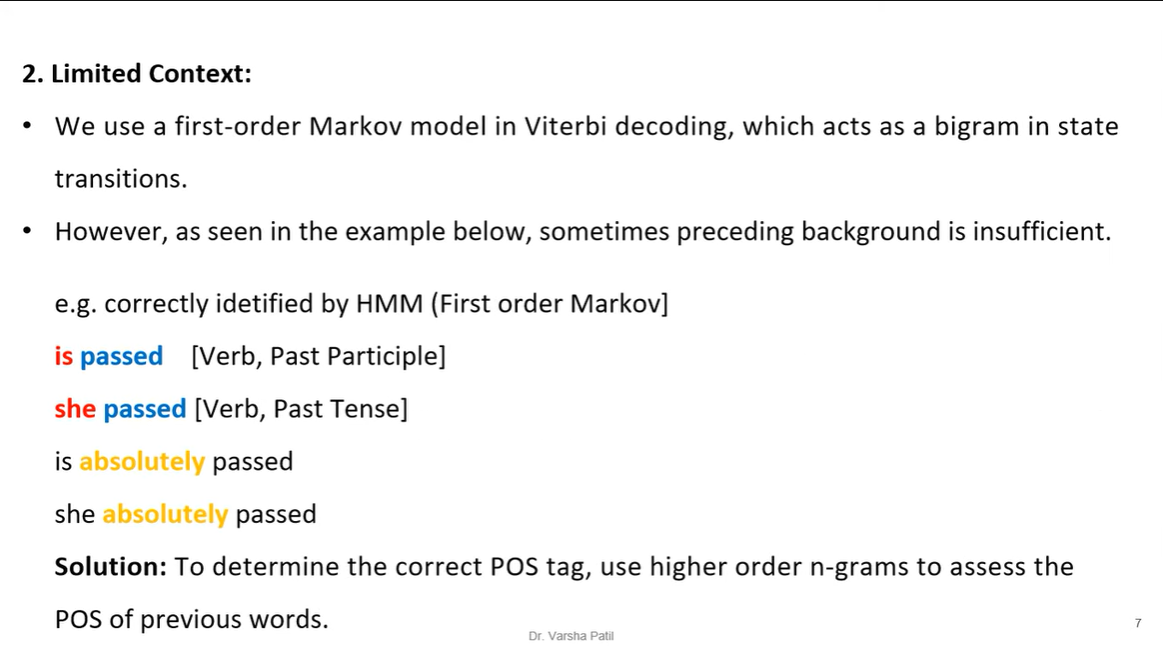 2. Limited Context:
• We use a first-order Markov model in Viterbi decoding, which acts as a bigram in state
transitions.
• However, as seen in the example below, sometimes preceding background is insufficient.
e.g. correctly idetified by HMM (First order Markov]
is passed [Verb, Past Participle]
she passed [Verb, Past Tense]
is absolutely passed
she absolutely passed
Solution: To determine the correct POS tag, use higher order n-grams to assess the
POS of previous words.
Dr. Varsha Patil
7